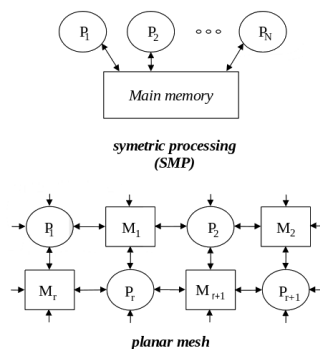 P1 P2 ° ° ° PN
Main memory
symetric processing
(SMP)
P1 M1 P2 M2
Mr Pr Mr+1 Pr+1
planar mesh